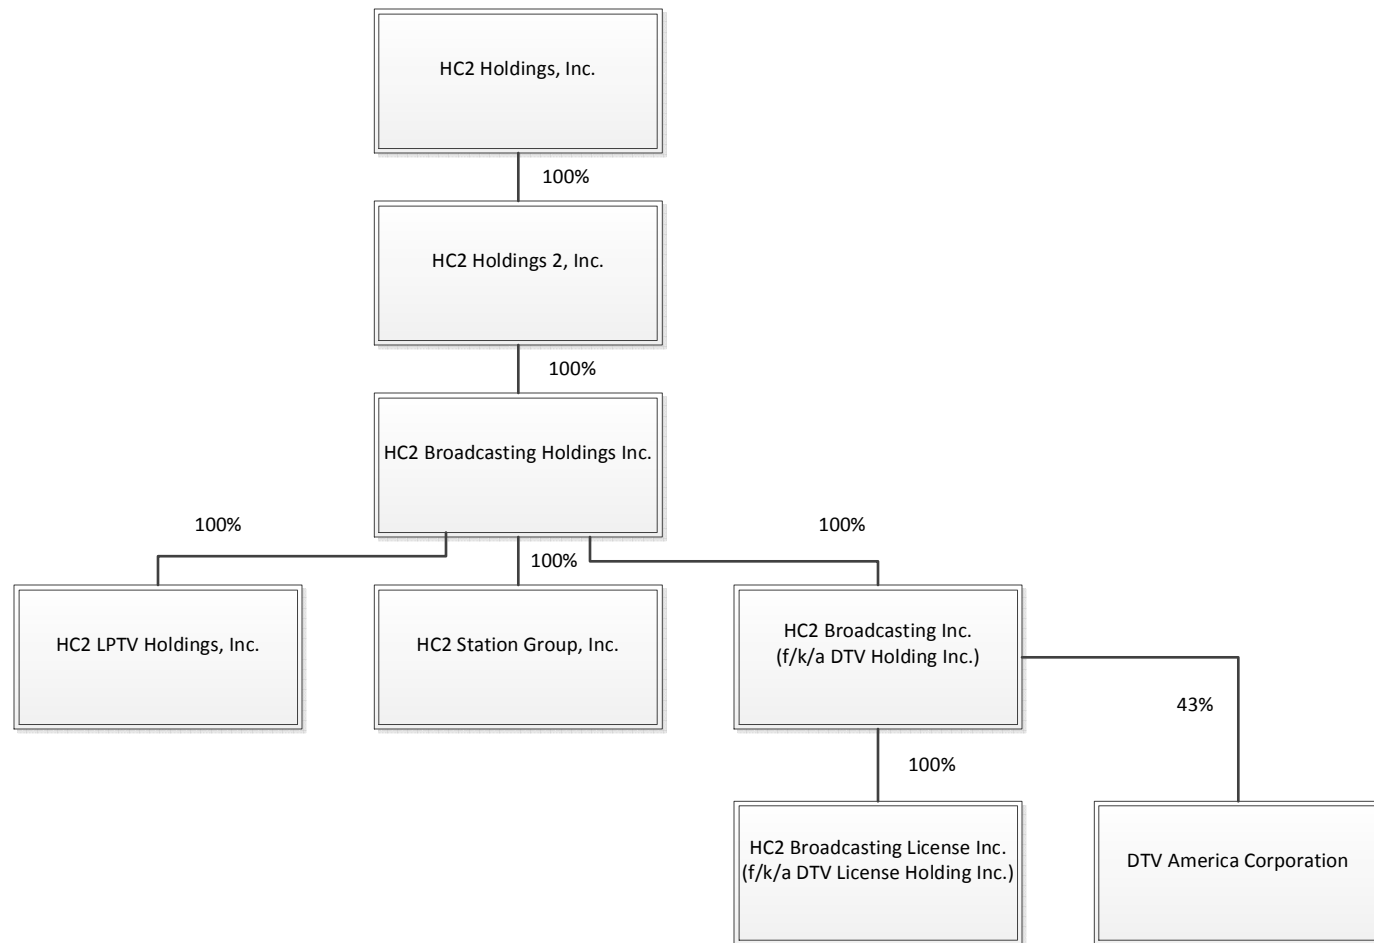 HC2 Holdings, Inc.
100%
HC2 Holdings 2, Inc.
100%
HC2 Broadcasting Holdings Inc.
100%
100%
100%
HC2 LPTV Holdings, Inc.
HC2 Station Group, Inc.
HC2 Broadcasting Inc.
(f/k/a DTV Holding Inc.)
43%
100%
HC2 Broadcasting License Inc.
(f/k/a DTV License Holding Inc.)
DTV America Corporation